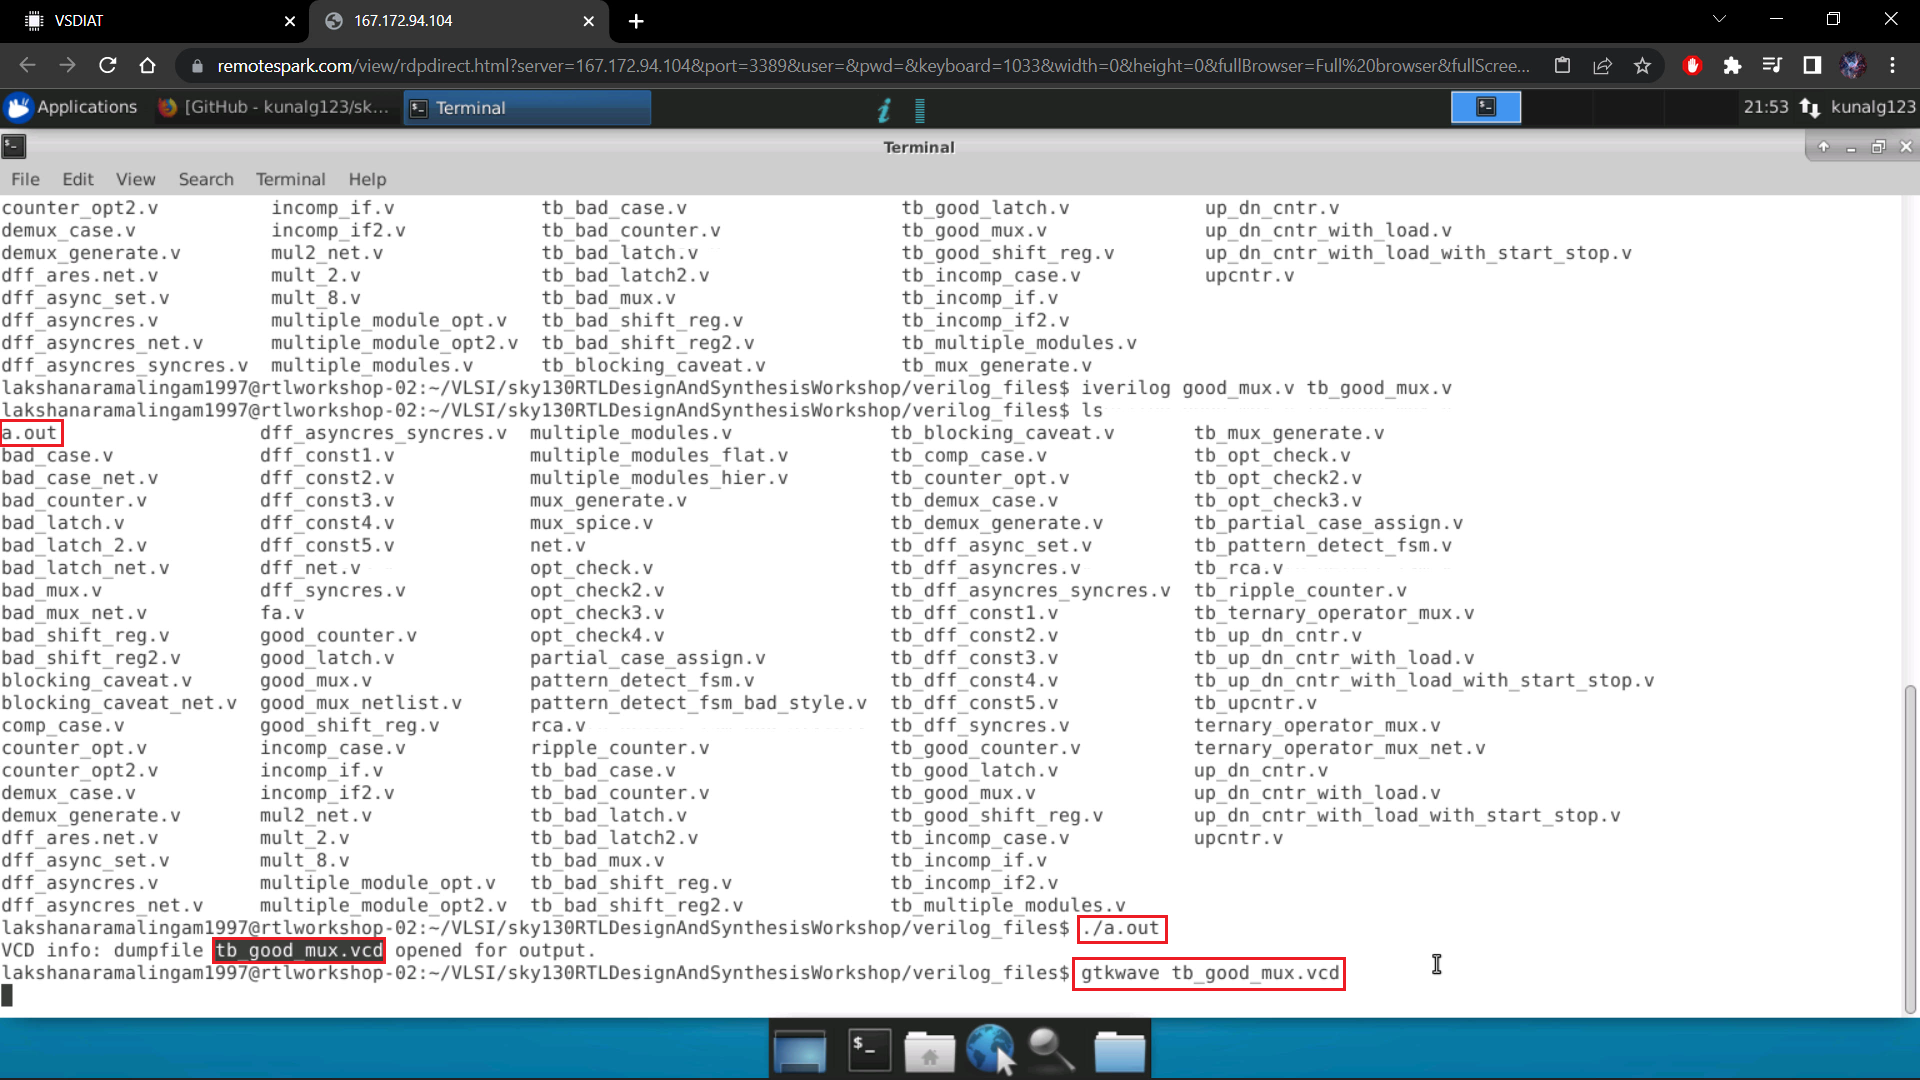 VSDIAT
167.172.94.104
remotespark.com/view/rdpdirect.html?server=167.172.94.104&port=3389&user=&pwd=&keyboard=1033&width=0&height=0&fullBrowser=Full%20browser&fullScree...
Applications [GitHub - kunalg123/sk... Terminal 21:53 kunalg123
Terminal
File Edit View Search Terminal Help
counter_opt2.v incomp_if.v tb_bad_case.v tb_good_latch.v up_dn_cntr.v
demux_case.v incomp_if2.v tb_bad_counter.v tb_good_mux.v up_dn_cntr_with_load.v
demux_generate.v mul2_net.v tb_bad_latch.v tb_good_shift_reg.v up_dn_cntr_with_load_with_start_stop.v
dff_ares.net.v mult_2.v tb_bad_latch2.v tb_incomp_case.v upcntr.v
dff_async_set.v mult_8.v tb_bad_mux.v tb_incomp_if.v
dff_asyncres.v multiple_module_opt.v tb_bad_shift_reg.v tb_incomp_if2.v
dff_asyncres_net.v multiple_module_opt2.v tb_bad_shift_reg2.v tb_multiple_modules.v
dff_asyncres_syncres.v multiple_modules.v tb_blocking_caveat.v tb_mux_generate.v
lakshanaramalingam1997@rtlworkshop-02:~/VLSI/sky130RTLDesignAndSynthesisWorkshop/verilog_files$ iverilog good_mux.v tb_good_mux.v
lakshanaramalingam1997@rtlworkshop-02:~/VLSI/sky130RTLDesignAndSynthesisWorkshop/verilog_files$ ls
a.out dff_asyncres_syncres.v multiple_modules.v tb_blocking_caveat.v tb_mux_generate.v
bad_case.v dff_const1.v multiple_modules_flat.v tb_comp_case.v tb_opt_check.v
bad_case_net.v dff_const2.v multiple_modules_hier.v tb_counter_opt.v tb_opt_check2.v
bad_counter.v dff_const3.v mux_generate.v tb_demux_case.v tb_opt_check3.v
bad_latch.v dff_const4.v mux_spice.v tb_demux_generate.v tb_partial_case_assign.v
bad_latch_2.v dff_const5.v net.v tb_dff_async_set.v tb_pattern_detect_fsm.v
bad_latch_net.v dff_net.v opt_check.v tb_dff_asyncres.v tb_rca.v
bad_mux.v dff_syncres.v opt_check2.v tb_dff_asyncres_syncres.v tb_ripple_counter.v
bad_mux_net.v fa.v opt_check3.v tb_dff_const1.v tb_ternary_operator_mux.v
bad_shift_reg.v good_counter.v opt_check4.v tb_dff_const2.v tb_up_dn_cntr.v
bad_shift_reg2.v good_latch.v partial_case_assign.v tb_dff_const3.v tb_up_dn_cntr_with_load.v
blocking_caveat.v good_mux.v pattern_detect_fsm.v tb_dff_const4.v tb_up_dn_cntr_with_load_with_start_stop.v
blocking_caveat_net.v good_mux_netlist.v pattern_detect_fsm_bad_style.v tb_dff_const5.v tb_upcntr.v
comp_case.v good_shift_reg.v rca.v tb_dff_syncres.v ternary_operator_mux.v
counter_opt.v incomp_case.v ripple_counter.v tb_good_counter.v ternary_operator_mux_net.v
counter_opt2.v incomp_if.v tb_bad_case.v tb_good_latch.v up_dn_cntr.v
demux_case.v incomp_if2.v tb_bad_counter.v tb_good_mux.v up_dn_cntr_with_load.v
demux_generate.v mul2_net.v tb_bad_latch.v tb_good_shift_reg.v up_dn_cntr_with_load_with_start_stop.v
dff_ares.net.v mult_2.v tb_bad_latch2.v tb_incomp_case.v upcntr.v
dff_async_set.v mult_8.v tb_bad_mux.v tb_incomp_if.v
dff_asyncres.v multiple_module_opt.v tb_bad_shift_reg.v tb_incomp_if2.v
dff_asyncres_net.v multiple_module_opt2.v tb_bad_shift_reg2.v tb_multiple_modules.v
lakshanaramalingam1997@rtlworkshop-02:~/VLSI/sky130RTLDesignAndSynthesisWorkshop/verilog_files$ ./a.out
VCD info: dumpfile tb_good_mux.vcd opened for output.
lakshanaramalingam1997@rtlworkshop-02:~/VLSI/sky130RTLDesignAndSynthesisWorkshop/verilog_files$ gtkwave tb_good_mux.vcd